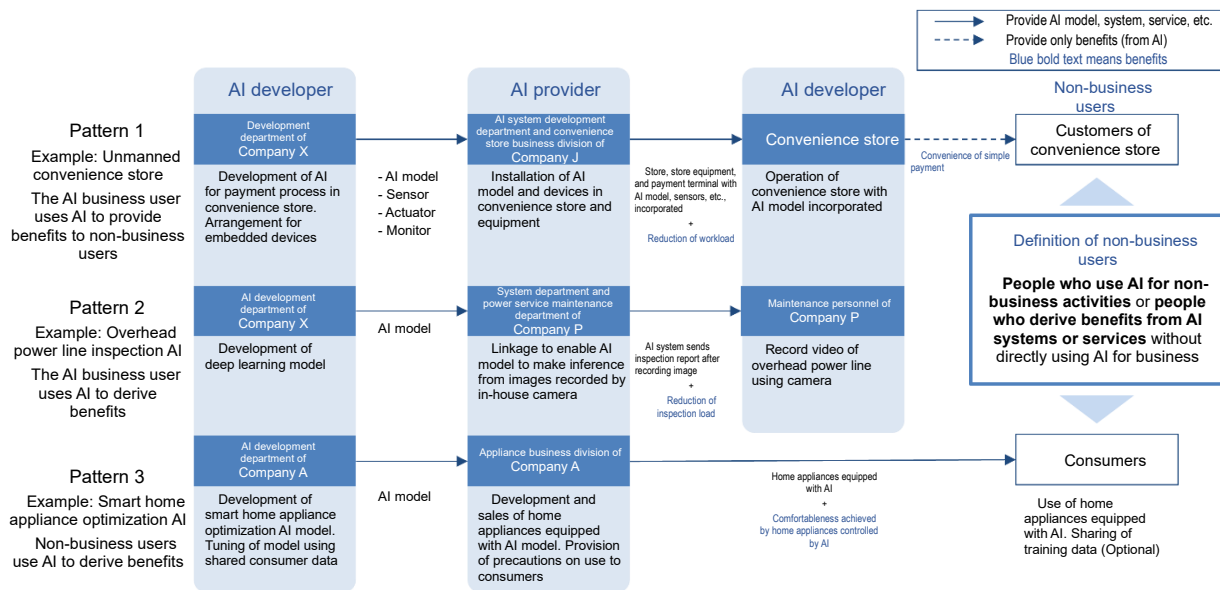 Provide AI model, system, service, etc.
Provide only benefits (from AI)
Blue bold text means benefits
AI developer
AI provider
AI developer
Non-business
users
Pattern 1
Example: Unmanned
convenience store
The AI business user
uses AI to provide
benefits to non-business
users
Development
department of
Company X
Development of AI
for payment process in
convenience store.
Arrangement for
embedded devices
- AI model
- Sensor
- Actuator
- Monitor
AI system development
department and convenience
store business division of
Company J
Installation of AI
model and devices in
convenience store and
equipment
Store, store equipment,
and payment terminal with
AI model, sensors, etc.,
incorporated
+
Reduction of workload
Convenience store
Operation of
convenience store with
AI model incorporated
Convenience of simple
payment
Customers of
convenience store
Definition of non-business
users
People who use AI for non-
business activities or people
who derive benefits from AI
systems or services without
directly using AI for business
Pattern 2
Example: Overhead
power line inspection AI
The AI business user
uses AI to derive
benefits
AI development
department of
Company X
Development of
deep learning model
AI model
System department and
power service maintenance
department of
Company P
Linkage to enable AI
model to make inference
from images recorded by
in-house camera
AI system sends
inspection report after
recording image
+
Reduction of
inspection load
Maintenance personnel of
Company P
Record video of
overhead power line
using camera
Pattern 3
Example: Smart home
appliance optimization AI
Non-business users
use AI to derive benefits
AI development
department of
Company A
Development of
smart home appliance
optimization AI model.
Tuning of model using
shared consumer data
AI model
Appliance business division of
Company A
Development and
sales of home
appliances equipped
with AI model. Provision
of precautions on use to
consumers
Home appliances equipped
with AI
+
Comfortableness achieved
by home appliances controlled
by AI
Consumers
Use of home
appliances equipped
with AI. Sharing of
training data (Optional)